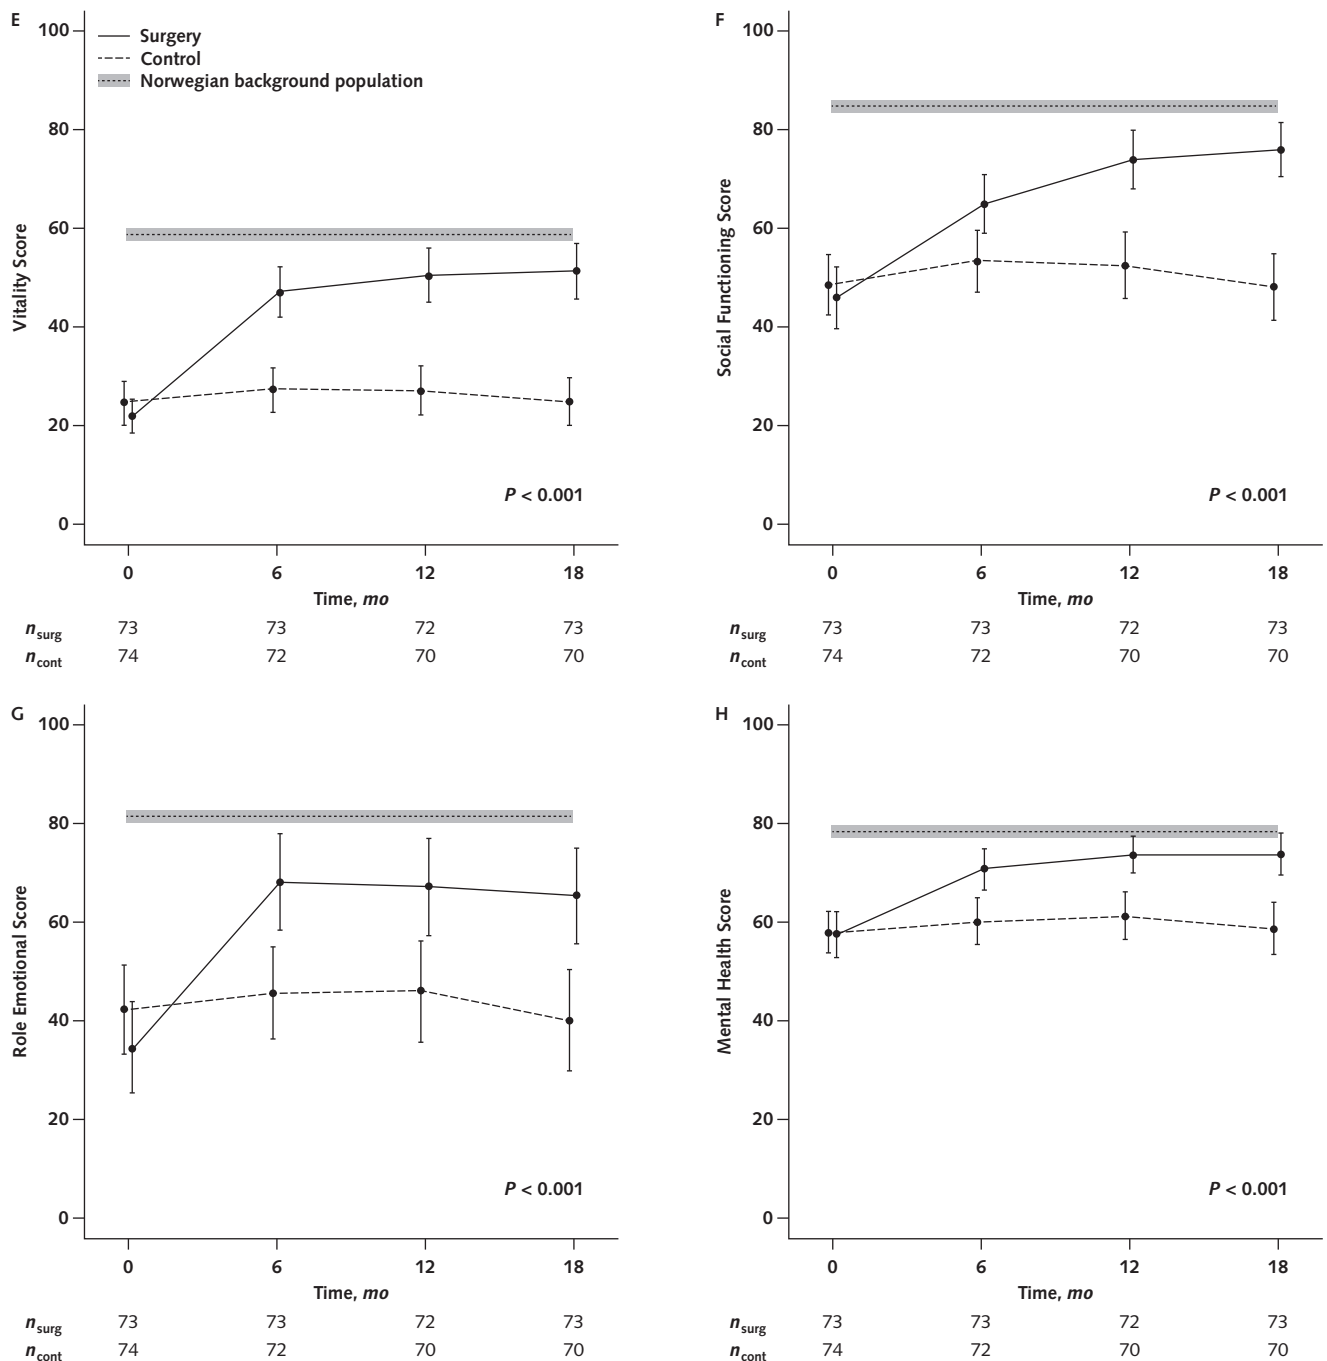 E
Surgery
Control
Norwegian background population
100
80
60
40
20
0
Vitality Score
P < 0.001
0 6 12 18
Time, mo
nsurg 73 73 72 73
ncont 74 72 70 70
F
100
80
60
40
20
0
Social Functioning Score
P < 0.001
0 6 12 18
Time, mo
nsurg 73 73 72 73
ncont 74 72 70 70
G
100
80
60
40
20
0
Role Emotional Score
P < 0.001
0 6 12 18
Time, mo
nsurg 73 73 72 73
ncont 74 72 70 70
H
100
80
60
40
20
0
Mental Health Score
P < 0.001
0 6 12 18
Time, mo
nsurg 73 73 72 73
ncont 74 72 70 70